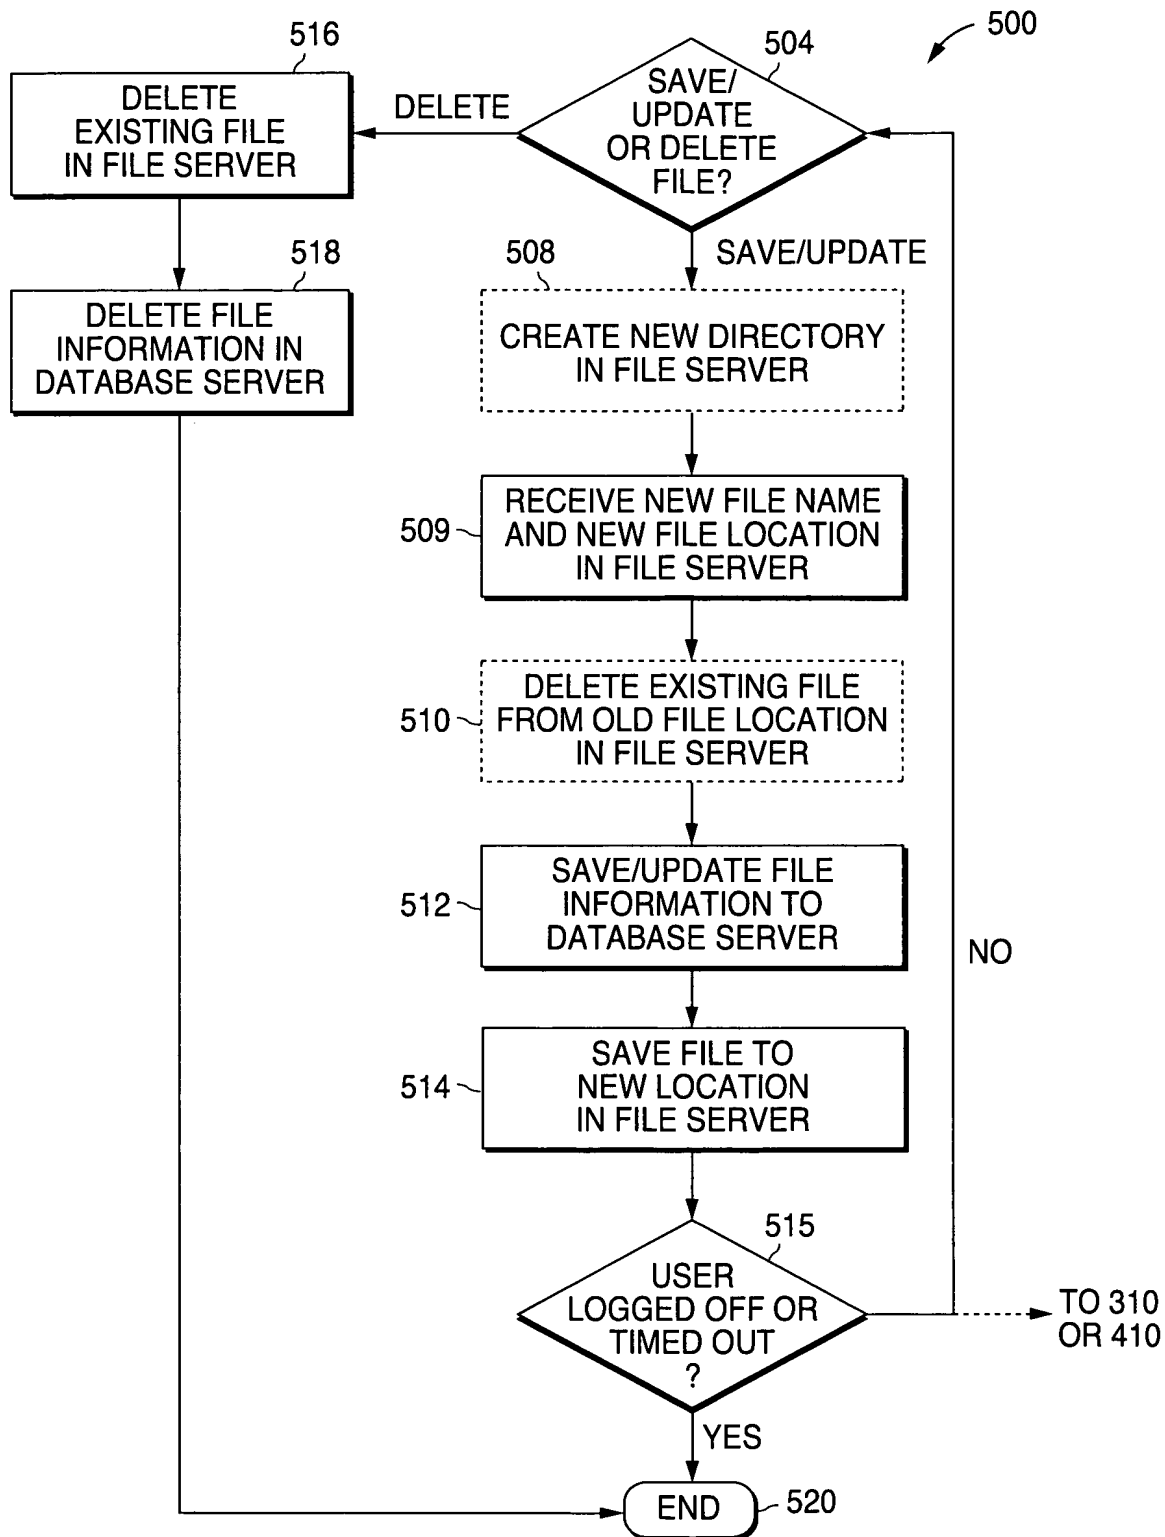 500
516
504
DELETE
EXISTING FILE
IN FILE SERVER
DELETE
SAVE/
UPDATE
OR DELETE
FILE?
518
DELETE FILE
INFORMATION IN
DATABASE SERVER
SAVE/UPDATE
508
CREATE NEW DIRECTORY
IN FILE SERVER
509
RECEIVE NEW FILE NAME
AND NEW FILE LOCATION
IN FILE SERVER
510
DELETE EXISTING FILE
FROM OLD FILE LOCATION
IN FILE SERVER
512
SAVE/UPDATE FILE
INFORMATION TO
DATABASE SERVER
NO
514
SAVE FILE TO
NEW LOCATION
IN FILE SERVER
515
USER
LOGGED OFF OR
TIMED OUT
?
TO 310
OR 410
YES
END
520